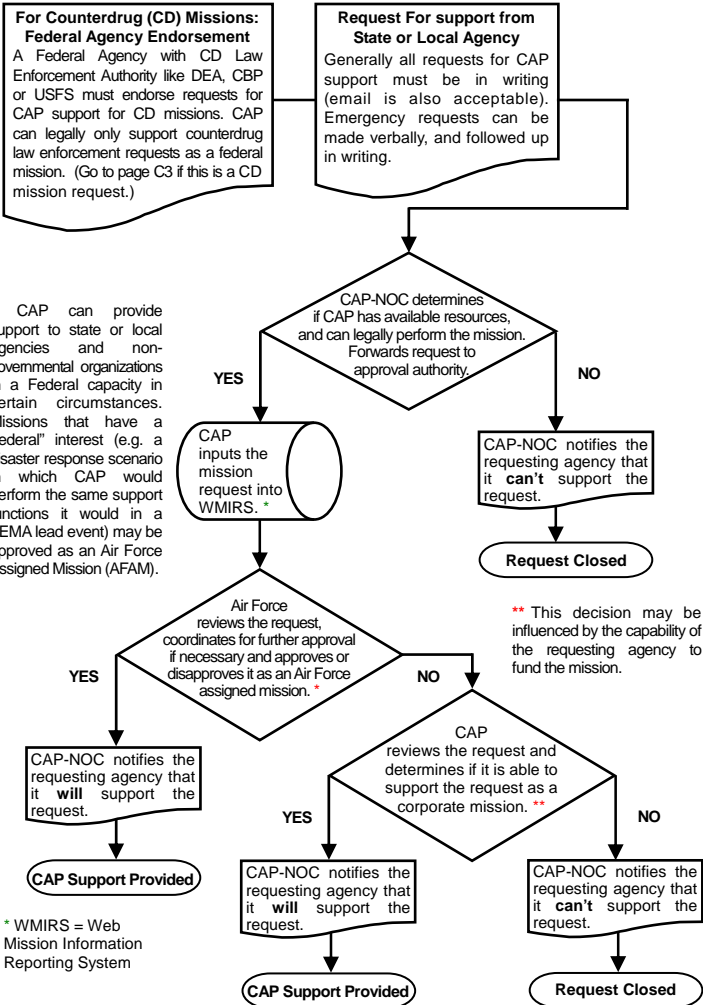 For Counterdrug (CD) Missions:
Federal Agency Endorsement
A Federal Agency with CD Law
Enforcement Authority like DEA, CBP
or USFS must endorse requests for
CAP support for CD missions. CAP
can legally only support counterdrug
law enforcement requests as a federal
mission. (Go to page C3 if this is a CD
mission request.)
Request For support from
State or Local Agency
Generally all requests for CAP
support must be in writing
(email is also acceptable).
Emergency requests can be
made verbally, and followed up
in writing.
CAP-NOC determines
if CAP has available resources,
and can legally perform the mission.
Forwards request to
approval authority.
YES
NO
CAP can provide
support to state or local
agencies and non-
governmental organizations
a Federal capacity in
certain circumstances.
Missions that have a
Federal” interest (e.g. a
disaster response scenario
which CAP would
perform the same support
functions it would in a
FEMA lead event) may be
approved as an Air Force
Assigned Mission (AFAM).
CAP
inputs the
mission
request into
WMIRS. *
CAP-NOC notifies the
requesting agency that
it can’t support the
request.
Request Closed
** This decision may be
influenced by the capability of
the requesting agency to
fund the mission.
Air Force
reviews the request,
coordinates for further approval
if necessary and approves or
disapproves it as an Air Force
assigned mission. *
YES
NO
CAP-NOC notifies the
requesting agency that
it will support the
request.
CAP Support Provided
CAP
reviews the request and
determines if it is able to
support the request as a
corporate mission. **
YES
NO
CAP-NOC notifies the
requesting agency that
it will support the
request.
CAP Support Provided
CAP-NOC notifies the
requesting agency that
it can’t support the
request.
Request Closed
* WMIRS = Web
Mission Information
Reporting System